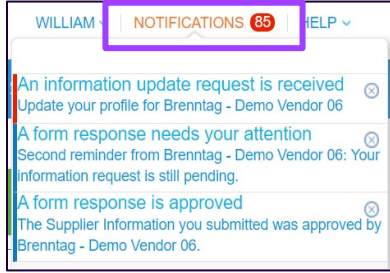 WILLIAM NOTIFICATIONS 85 HELP
An information update request is received
Update your profile for Brenntag - Demo Vendor 06
A form response needs your attention
Second reminder from Brenntag - Demo Vendor 06: Your
information request is still pending.
A form response is approved
The Supplier Information you submitted was approved by
Brenntag - Demo Vendor 06.